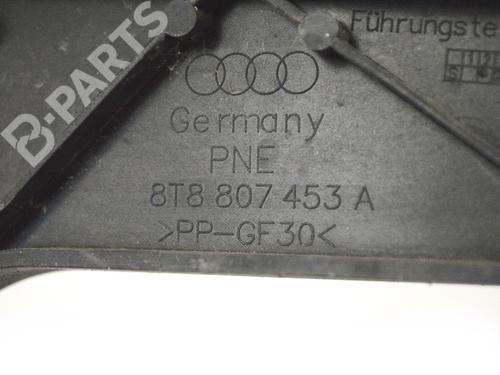 B-PARTS
Führungste
Germany
PNE
8T8 807 453 A
>PP-GF30<